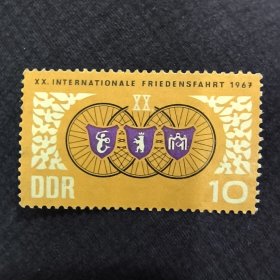 XX. INTERNATIONALE FRIEDENSFAHRT 1967
XX
DDR 10